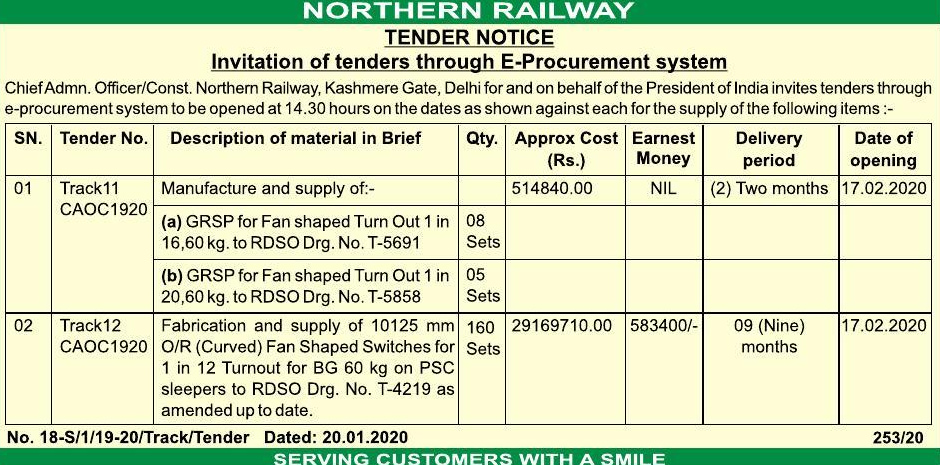 NORTHERN RAILWAY
TENDER NOTICE
Invitation of tenders through E-Procurement system
Chief Admn. Officer/Const. Northern Railway, Kashmere Gate, Delhi for and on behalf of the President of India invites tenders through
e-procurement system to be opened at 14.30 hours on the dates as shown against each for the supply of the following items :-
SN. Tender No. Description of material in Brief Qty. Approx Cost (Rs.) Earnest Money Delivery period Date of opening
01 Track11 Manufacture and supply of:- 514840.00 NIL (2) Two months 17.02.2020
CAOC1920
(a) GRSP for Fan shaped Turn Out 1 in 08
16,60 kg. to RDSO Drg. No. T-5691 Sets
(b) GRSP for Fan shaped Turn Out 1 in 05
20,60 kg. to RDSO Drg. No. T-5858 Sets
02 Track12 Fabrication and supply of 10125 mm 160 29169710.00 583400/- 09 (Nine) 17.02.2020
CAOC1920 O/R (Curved) Fan Shaped Switches for Sets months
1 in 12 Turnout for BG 60 kg on PSC
sleepers to RDSO Drg. No. T-4219 as
amended up to date.
No. 18-S/1/19-20/Track/Tender Dated: 20.01.2020 253/20
SERVING CUSTOMERS WITH A SMILE